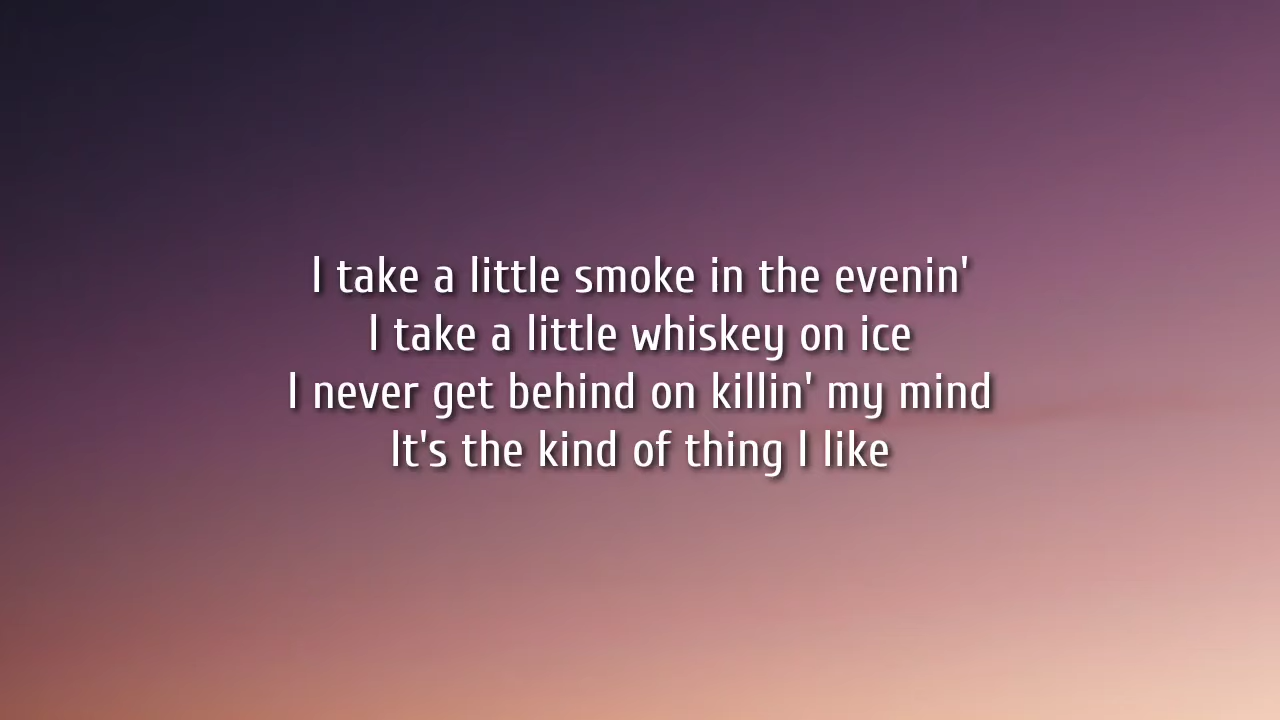 I take a little smoke in the evenin'
I take a little whiskey on ice
I never get behind on killin' my mind
It's the kind of thing I like